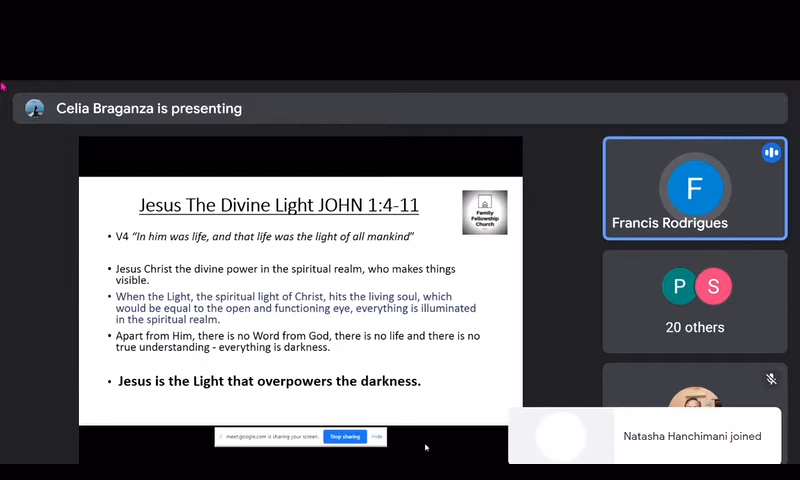 Celia Braganza is presenting
Jesus The Divine Light JOHN 1:4-11
Family
Fellowship
Church
• V4 “In him was life, and that life was the light of all mankind”
• Jesus Christ the divine power in the spiritual realm, who makes things
visible.
• When the Light, the spiritual light of Christ, hits the living soul, which
would be equal to the open and functioning eye, everything is illuminated
in the spiritual realm.
• Apart from Him, there is no Word from God, there is no life and there is no
true understanding - everything is darkness.
• Jesus is the Light that overpowers the darkness.
meet.google.com is sharing your screen.
Stop sharing
Hide
F
Francis Rodrigues
P
S
20 others
Natasha Hanchimani joined